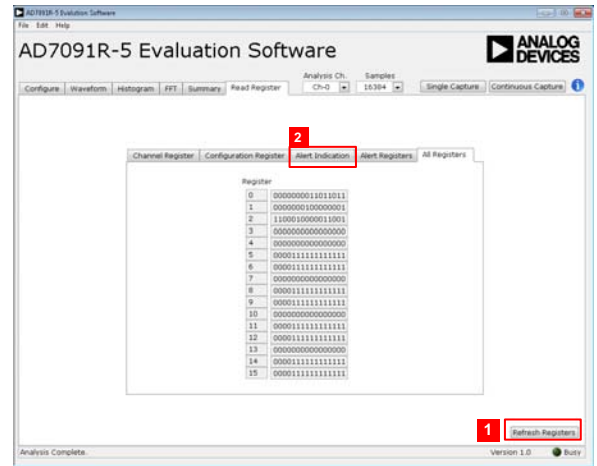 AD7091R-5 Evaluation Software
File Edit Help
AD7091R-5 Evaluation Software
ANALOG
DEVICES
Analysis Ch. Samples
Configure Waveform Histogram FFT Summary Read Register Ch-0 16384 Single Capture Continuous Capture i
2
Channel Register Configuration Register Alert Indication Alert Registers All Registers
Register
0 0000000011011011
1 0000000100000001
2 1100010000011001
3 0000000000000000
4 0000000000000000
5 0000111111111111
6 0000111111111111
7 0000000000000000
8 0000111111111111
9 0000111111111111
10 0000000000000000
11 0000111111111111
12 0000111111111111
13 0000000000000000
14 0000111111111111
15 0000111111111111
1 Refresh Registers
Analysis Complete. Version 1.0 Busy